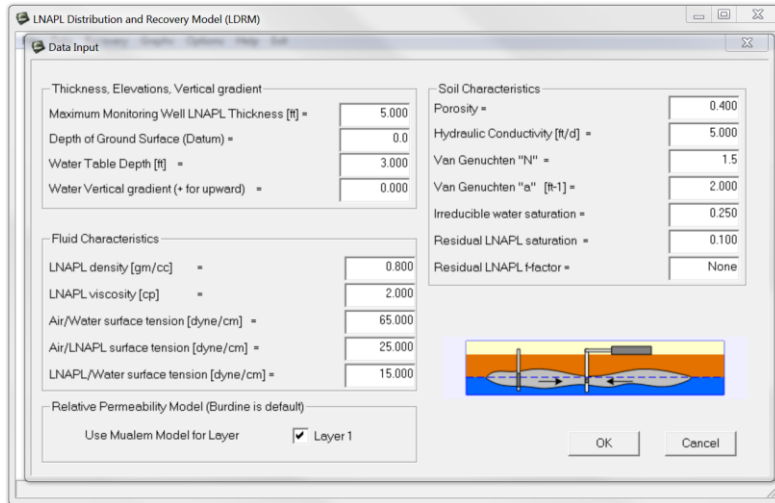 LNAPL Distribution and Recovery Model (LDRM)
Data Input
Thickness, Elevations, Vertical gradient
Maximum Monitoring Well LNAPL Thickness [ft] = 5.000
Depth of Ground Surface (Datum) = 0.0
Water Table Depth [ft] = 3.000
Water Vertical gradient (+ for upward) = 0.000
Fluid Characteristics
LNAPL density [gm/cc] = 0.800
LNAPL viscosity [cp] = 2.000
Air/Water surface tension [dyne/cm] = 65.000
Air/LNAPL surface tension [dyne/cm] = 25.000
LNAPL/Water surface tension [dyne/cm] = 15.000
Relative Permeability Model (Burdine is default)
Use Mualem Model for Layer Layer 1
Soil Characteristics
Porosity = 0.400
Hydraulic Conductivity [ft/d] = 5.000
Van Genuchten "N" = 1.5
Van Genuchten "a" [ft-1] = 2.000
Irreducible water saturation = 0.250
Residual LNAPL saturation = 0.100
Residual LNAPL f-factor = None
OK Cancel